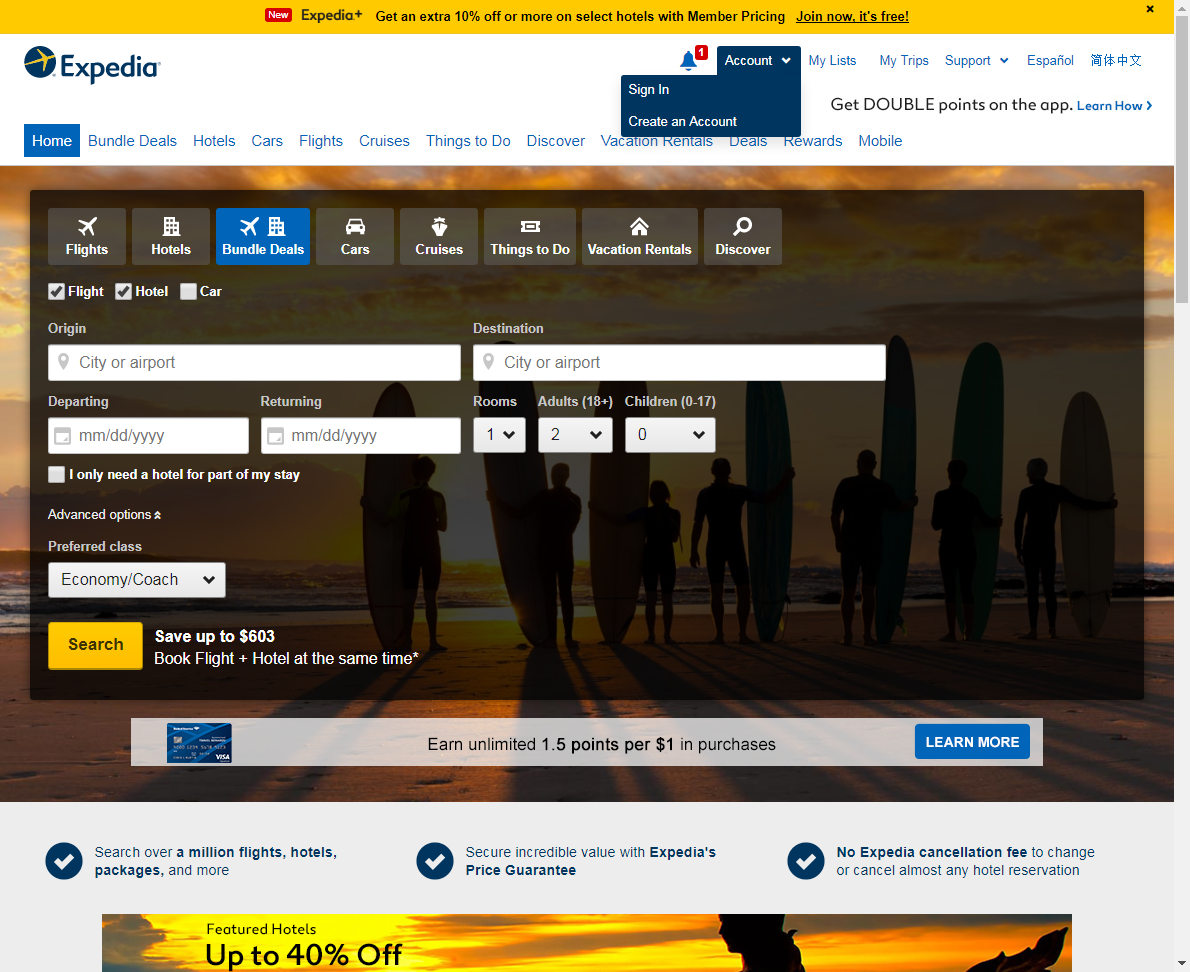 New Expedia+ Get an extra 10% off or more on select hotels with Member Pricing Join now, it's free!
Expedia
1 Account My Lists My Trips Support Español 简体中文
Sign In
Create an Account
Get DOUBLE points on the app. Learn How
Home Bundle Deals Hotels Cars Flights Cruises Things to Do Discover Vacation Rentals Deals Rewards Mobile
Flights Hotels Bundle Deals Cars Cruises Things to Do Vacation Rentals Discover
Flight Hotel Car
Origin Destination
City or airport City or airport
Departing Returning Rooms Adults (18+) Children (0-17)
mm/dd/yyyy mm/dd/yyyy 1 2 0
I only need a hotel for part of my stay
Advanced options
Preferred class
Economy/Coach
Search
Save up to $603
Book Flight + Hotel at the same time*
VISA
Earn unlimited 1.5 points per $1 in purchases LEARN MORE
Search over a million flights, hotels,
packages, and more
Secure incredible value with Expedia's
Price Guarantee
No Expedia cancellation fee to change
or cancel almost any hotel reservation
Featured Hotels
Up to 40% Off